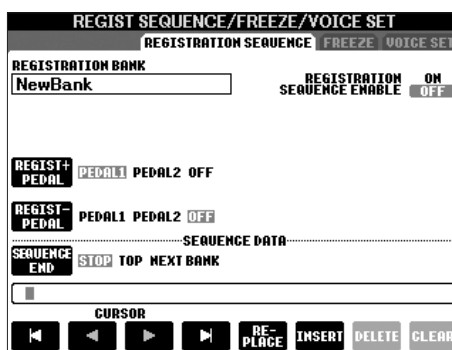 REGIST SEQUENCE/FREEZE/VOICE SET
REGISTRATION SEQUENCE FREEZE VOICE SET
REGISTRATION BANK
NewBank
REGISTRATION ON
SEQUENCE ENABLE OFF
REGIST+
PEDAL
PEDAL1 PEDAL2 OFF
REGIST-
PEDAL
PEDAL1 PEDAL2 OFF
SEQUENCE DATA
SEQUENCE
END
STOP TOP NEXT BANK
CURSOR
RE-
PLACE
INSERT DELETE CLEAR